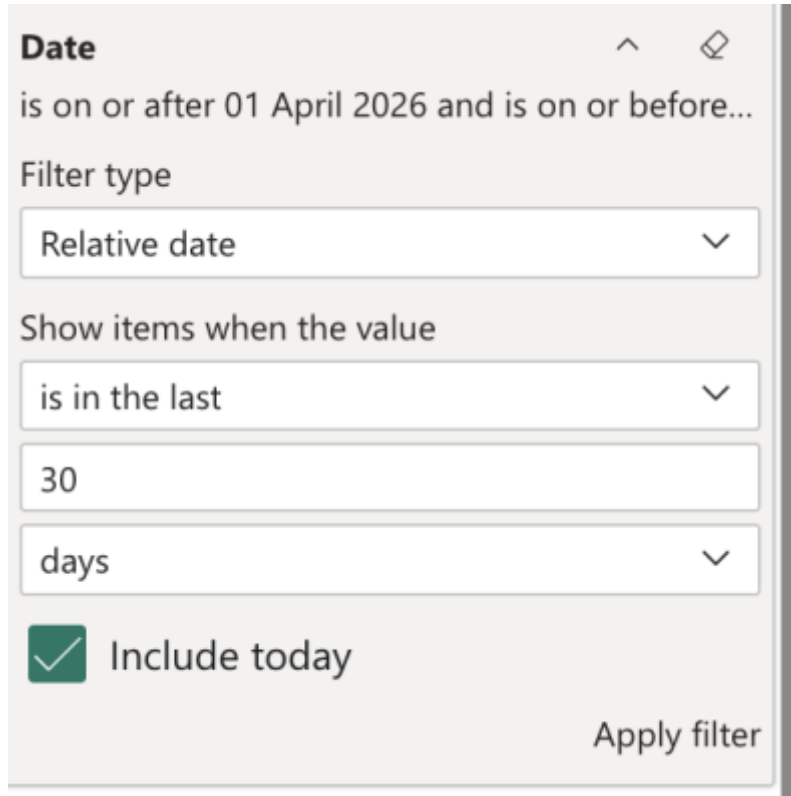 Date
is on or after 01 April 2026 and is on or before...
Filter type
Relative date
Show items when the value
is in the last
30
days
Include today
Apply filter